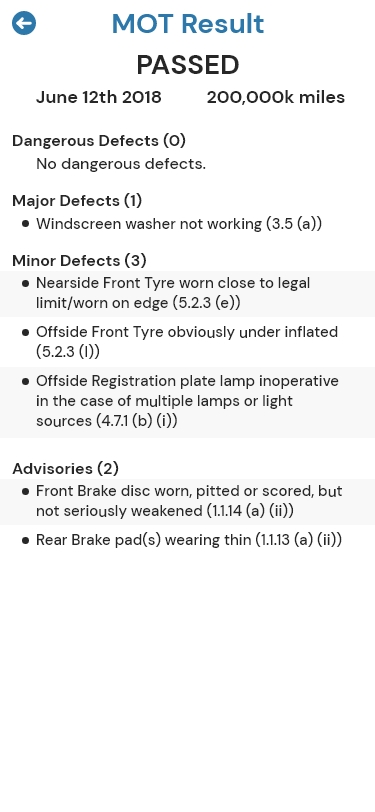 MOT Result
PASSED
June 12th 2018 200,000k miles
Dangerous Defects (0)
No dangerous defects.
Major Defects (1)
Windscreen washer not working (3.5 (a))
Minor Defects (3)
Nearside Front Tyre worn close to legal
limit/worn on edge (5.2.3 (e))
Offside Front Tyre obviously under inflated
(5.2.3 (l))
Offside Registration plate lamp inoperative
in the case of multiple lamps or light
sources (4.7.1 (b) (i))
Advisories (2)
Front Brake disc worn, pitted or scored, but
not seriously weakened (1.1.14 (a) (ii))
Rear Brake pad(s) wearing thin (1.1.13 (a) (ii))